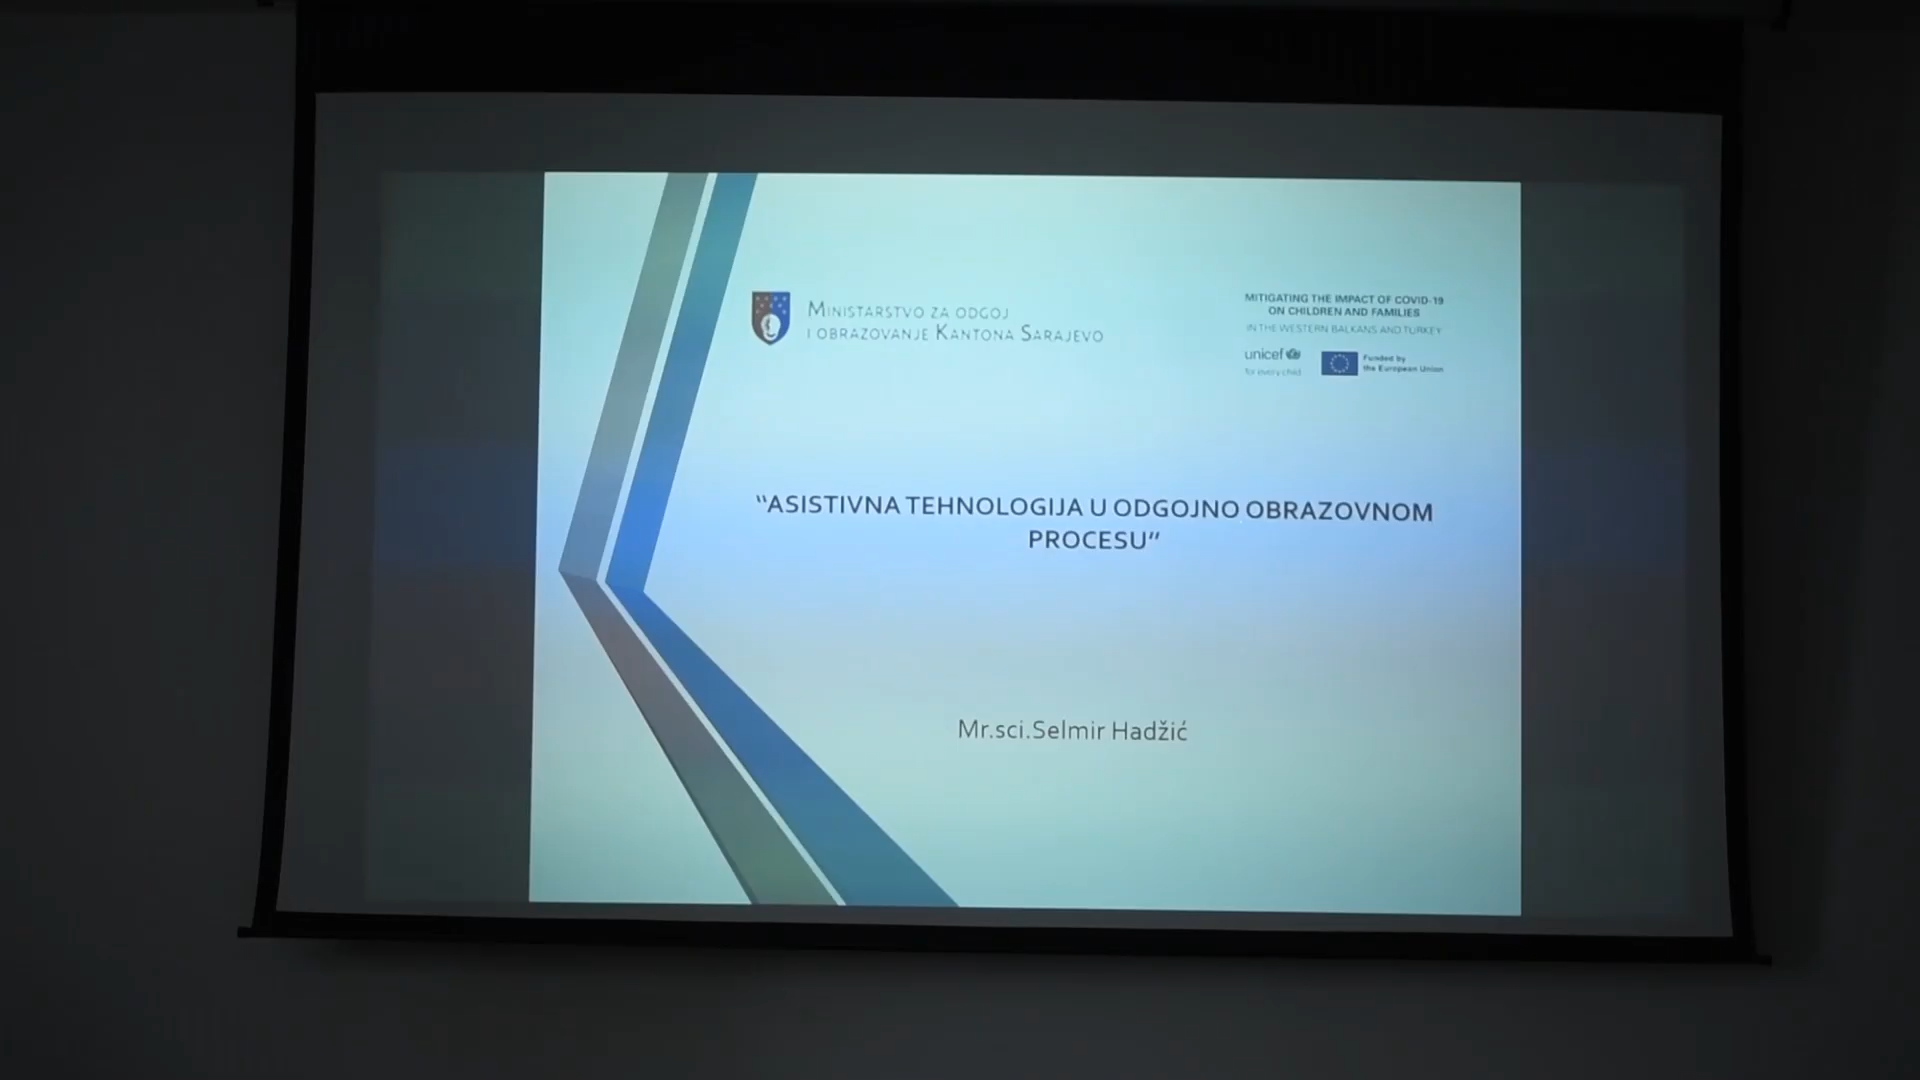 MINISTARSTVO ZA ODGOJ
I OBRAZOVANJE KANTONA SARAJEVO
MITIGATING THE IMPACT OF COVID-19
ON CHILDREN AND FAMILIES
IN THE WESTERN BALKANS AND TURKEY
unicef
for every child
Funded by
the European Union
“ASISTIVNA TEHNOLOGIJA U ODGOJNO OBRAZOVNOM
PROCESU”
Mr.sci.Selmir Hadžić